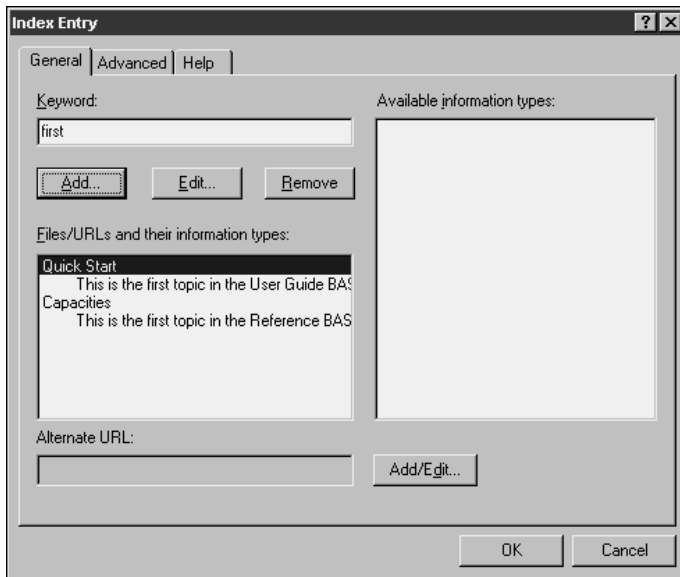 Index Entry
General Advanced Help
Keyword:
first
Add... Edit... Remove
Files/URLs and their information types:
Quick Start
This is the first topic in the User Guide BAS
Capacities
This is the first topic in the Reference BAS
Alternate URL:
Available information types:
Add/Edit...
OK Cancel